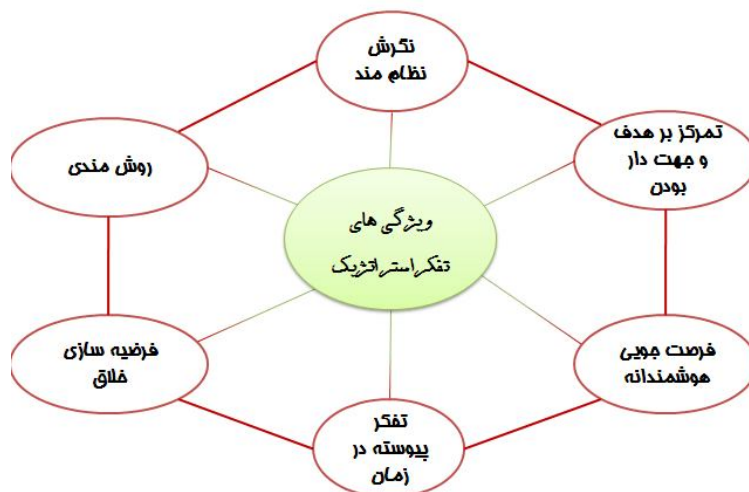 نگرش
نظام مند
تمرکز بر هدف
و جهت دار
بودن
روش مندی
ویژگی های
تفکر استراتژیک
فرضیه سازی
خلاق
فرصت جویی
هوشمندانه
تفکر
پیوسته در
زمان